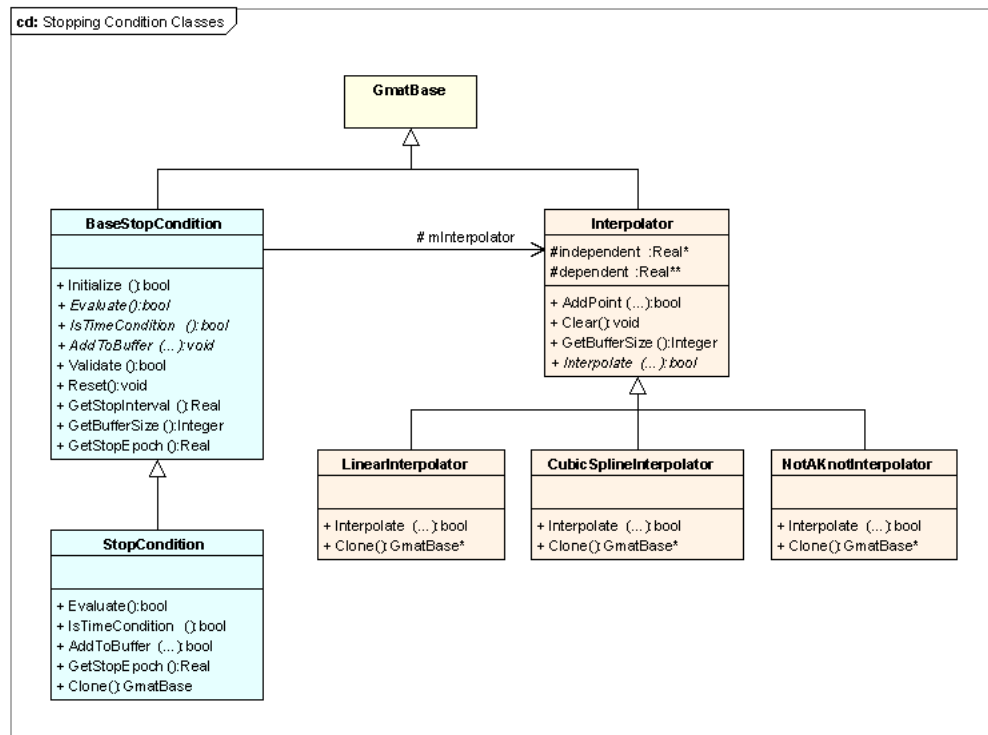 cd: Stopping Condition Classes
GmatBase
BaseStopCondition
+ Initialize ():bool
+ Evaluate():bool
+ IsTimeCondition ():bool
+ AddToBuffer (...):void
+ Validate ():bool
+ Reset():void
+ GetStopInterval ():Real
+ GetBufferSize ():Integer
+ GetStopEpoch ():Real
# mInterpolator
Interpolator
#independent :Real*
#dependent :Real**
+ AddPoint (...):bool
+ Clear():void
+ GetBufferSize ():Integer
+ Interpolate (...):bool
LinearInterpolator
+ Interpolate (...):bool
+ Clone():GmatBase*
CubicSplineInterpolator
+ Interpolate (...):bool
+ Clone():GmatBase*
NotAKnotInterpolator
+ Interpolate (...):bool
+ Clone():GmatBase*
StopCondition
+ Evaluate():bool
+ IsTimeCondition ():bool
+ AddToBuffer (...):bool
+ GetStopEpoch ():Real
+ Clone():GmatBase